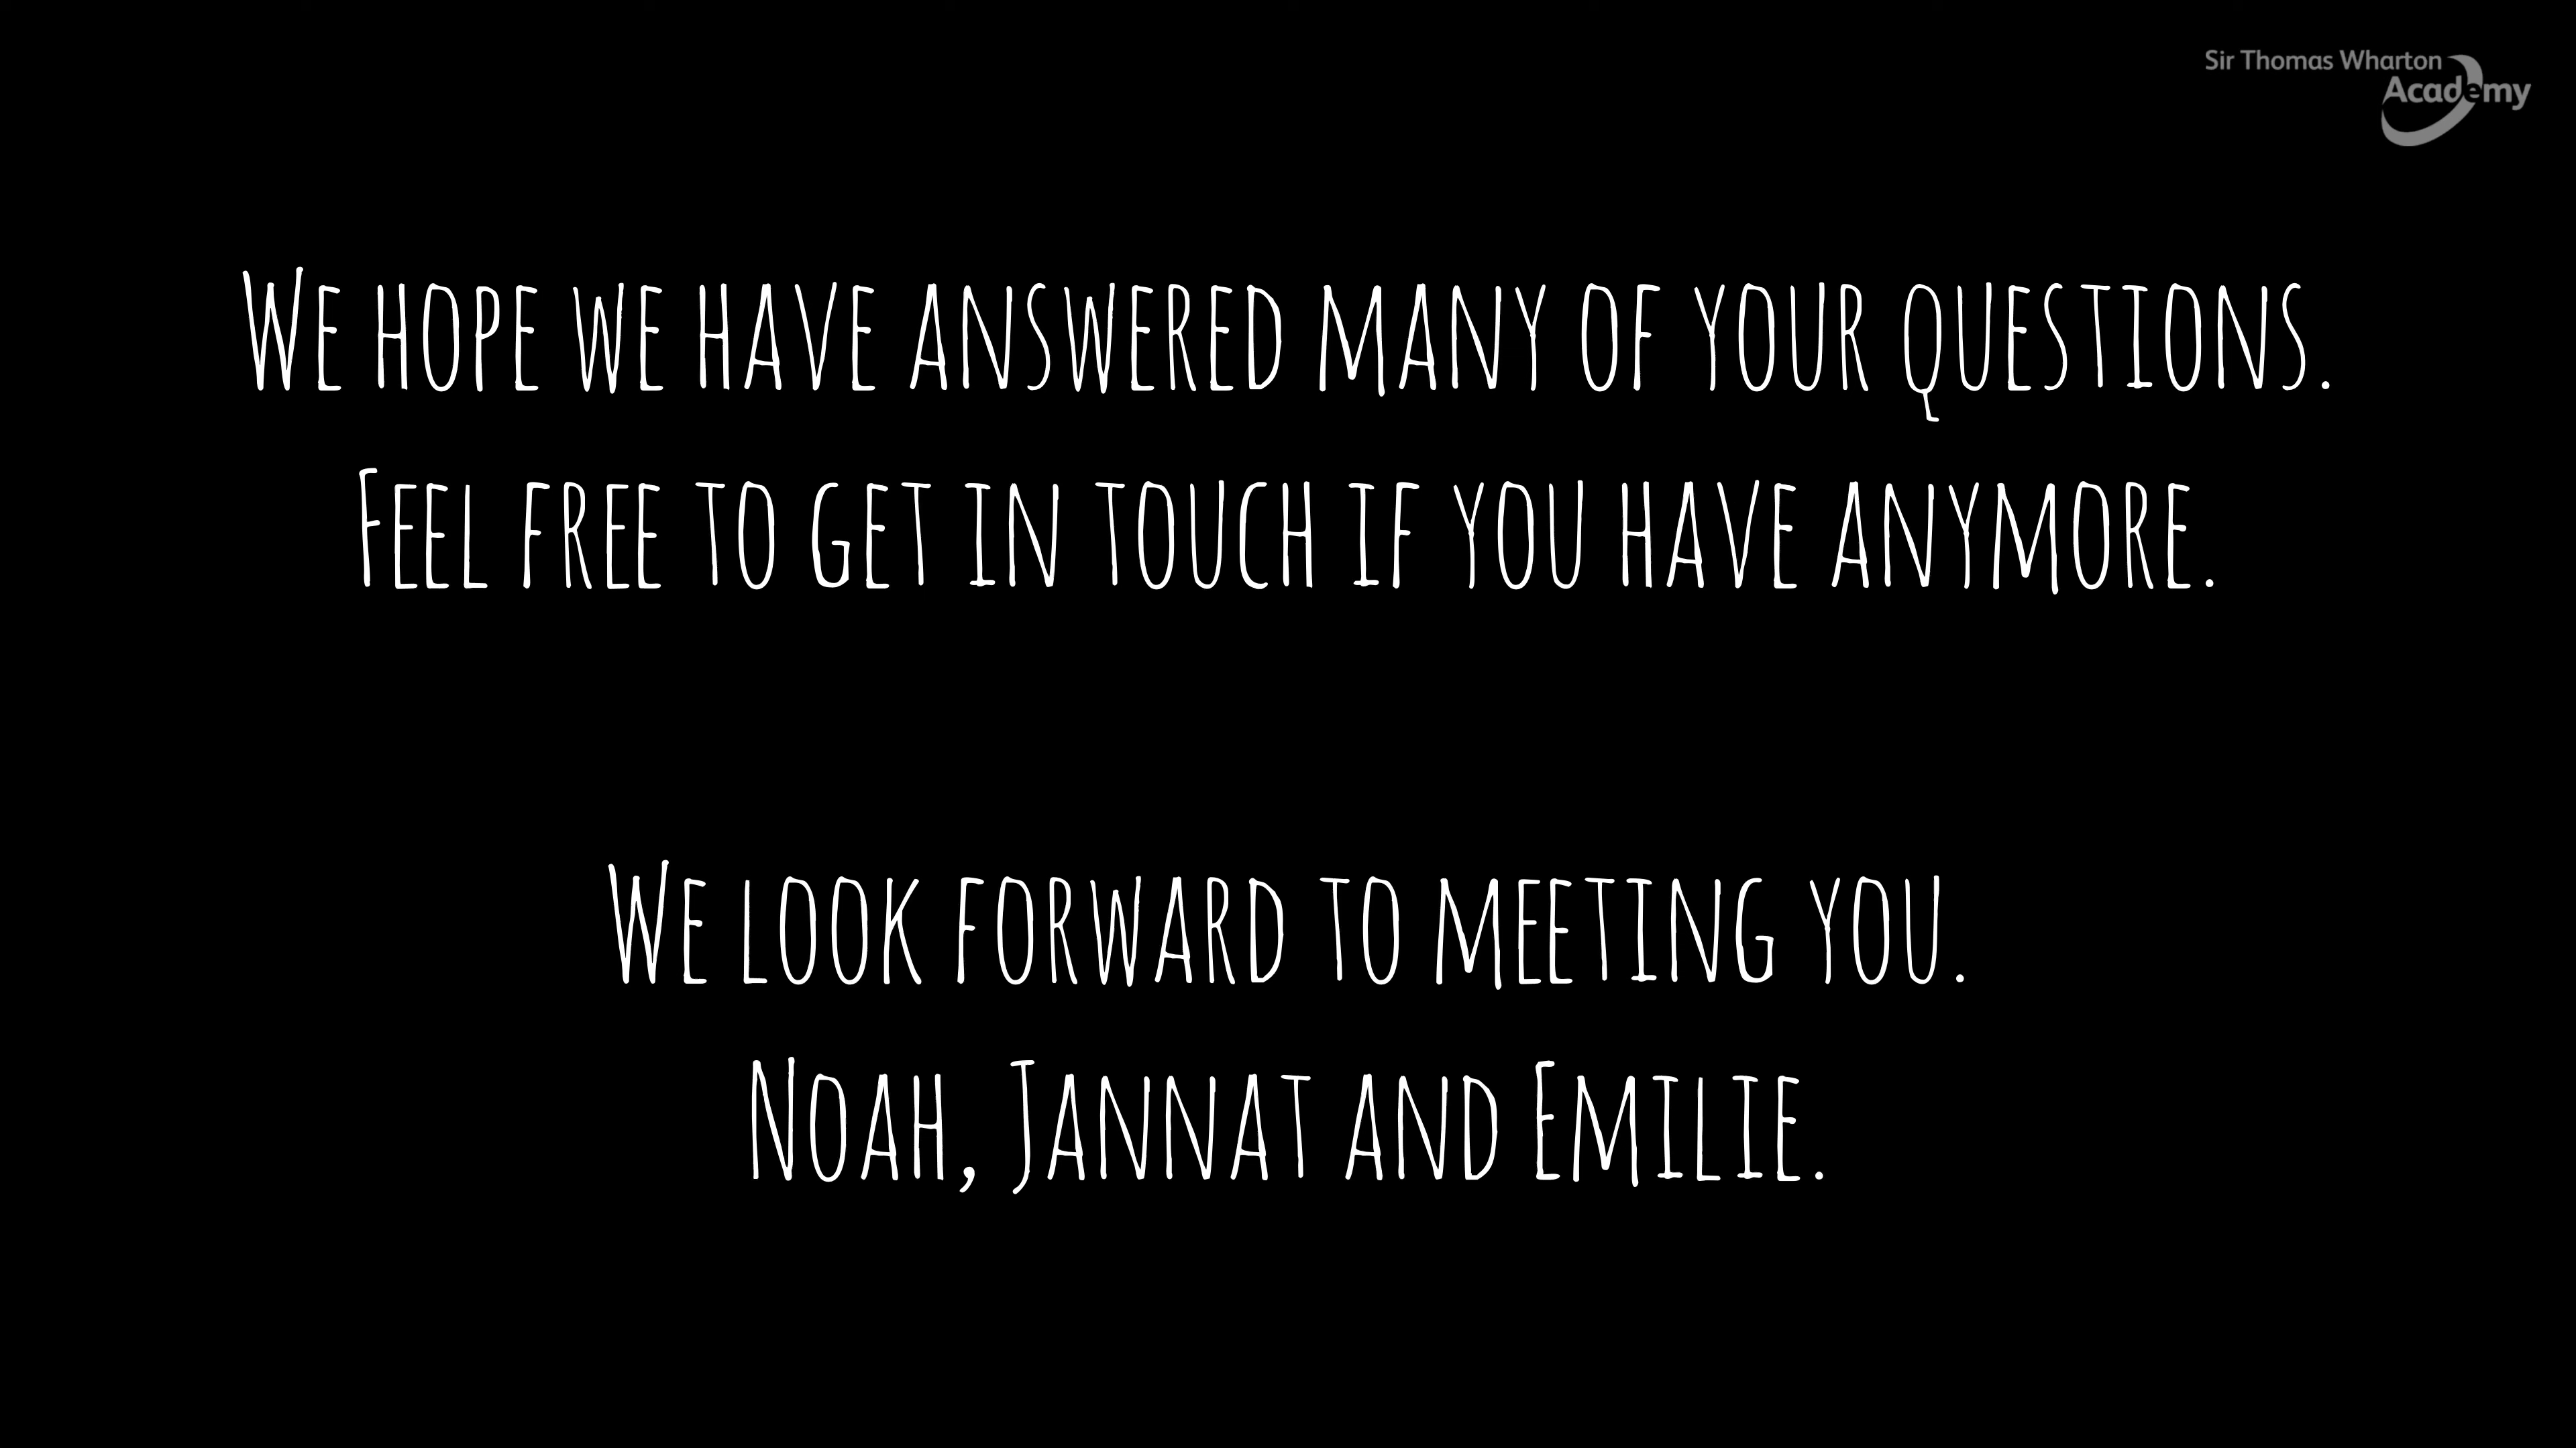 Sir Thomas Wharton
Academy
We hope we have answered many of your questions.
Feel free to get in touch if you have anymore.
We look forward to meeting you.
Noah, Jannat and Emilie.